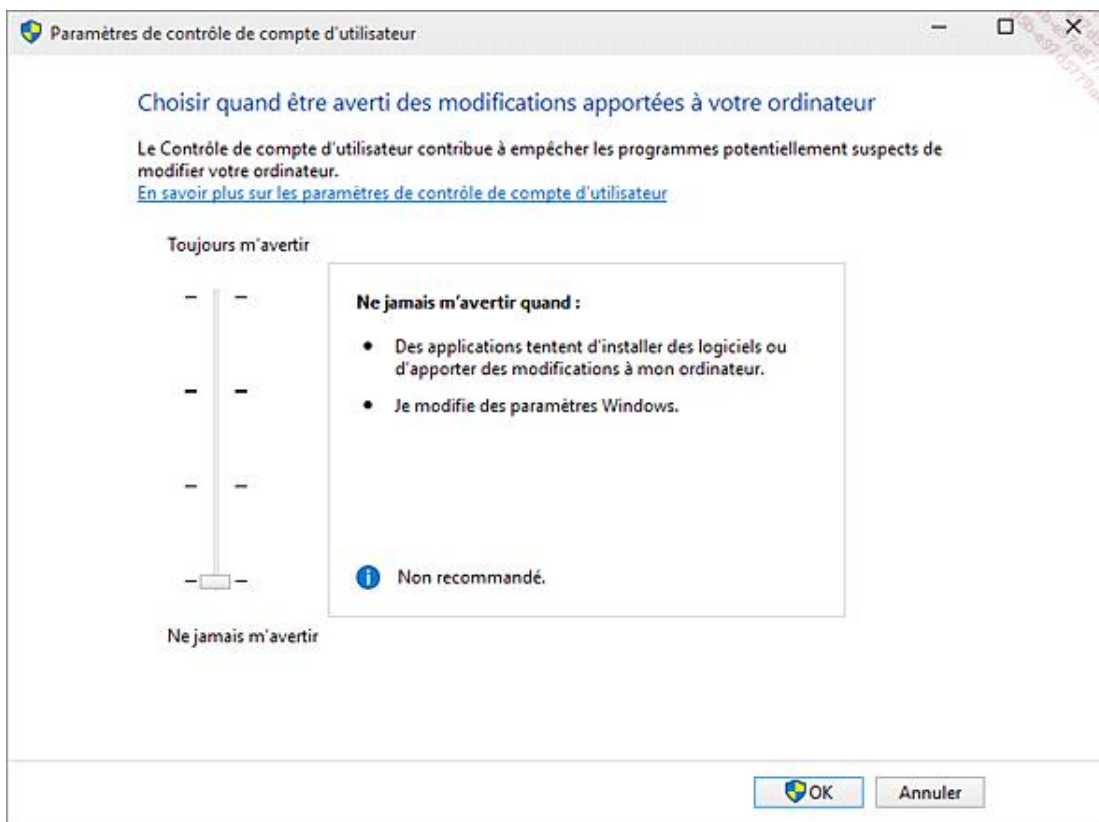 Paramètres de contrôle de compte d'utilisateur
Choisir quand être averti des modifications apportées à votre ordinateur
Le Contrôle de compte d'utilisateur contribue à empêcher les programmes potentiellement suspects de
modifier votre ordinateur.
En savoir plus sur les paramètres de contrôle de compte d'utilisateur
Toujours m'avertir
Ne jamais m'avertir quand :
• Des applications tentent d'installer des logiciels ou
d'apporter des modifications à mon ordinateur.
• Je modifie des paramètres Windows.
Non recommandé.
Ne jamais m'avertir
OK
Annuler